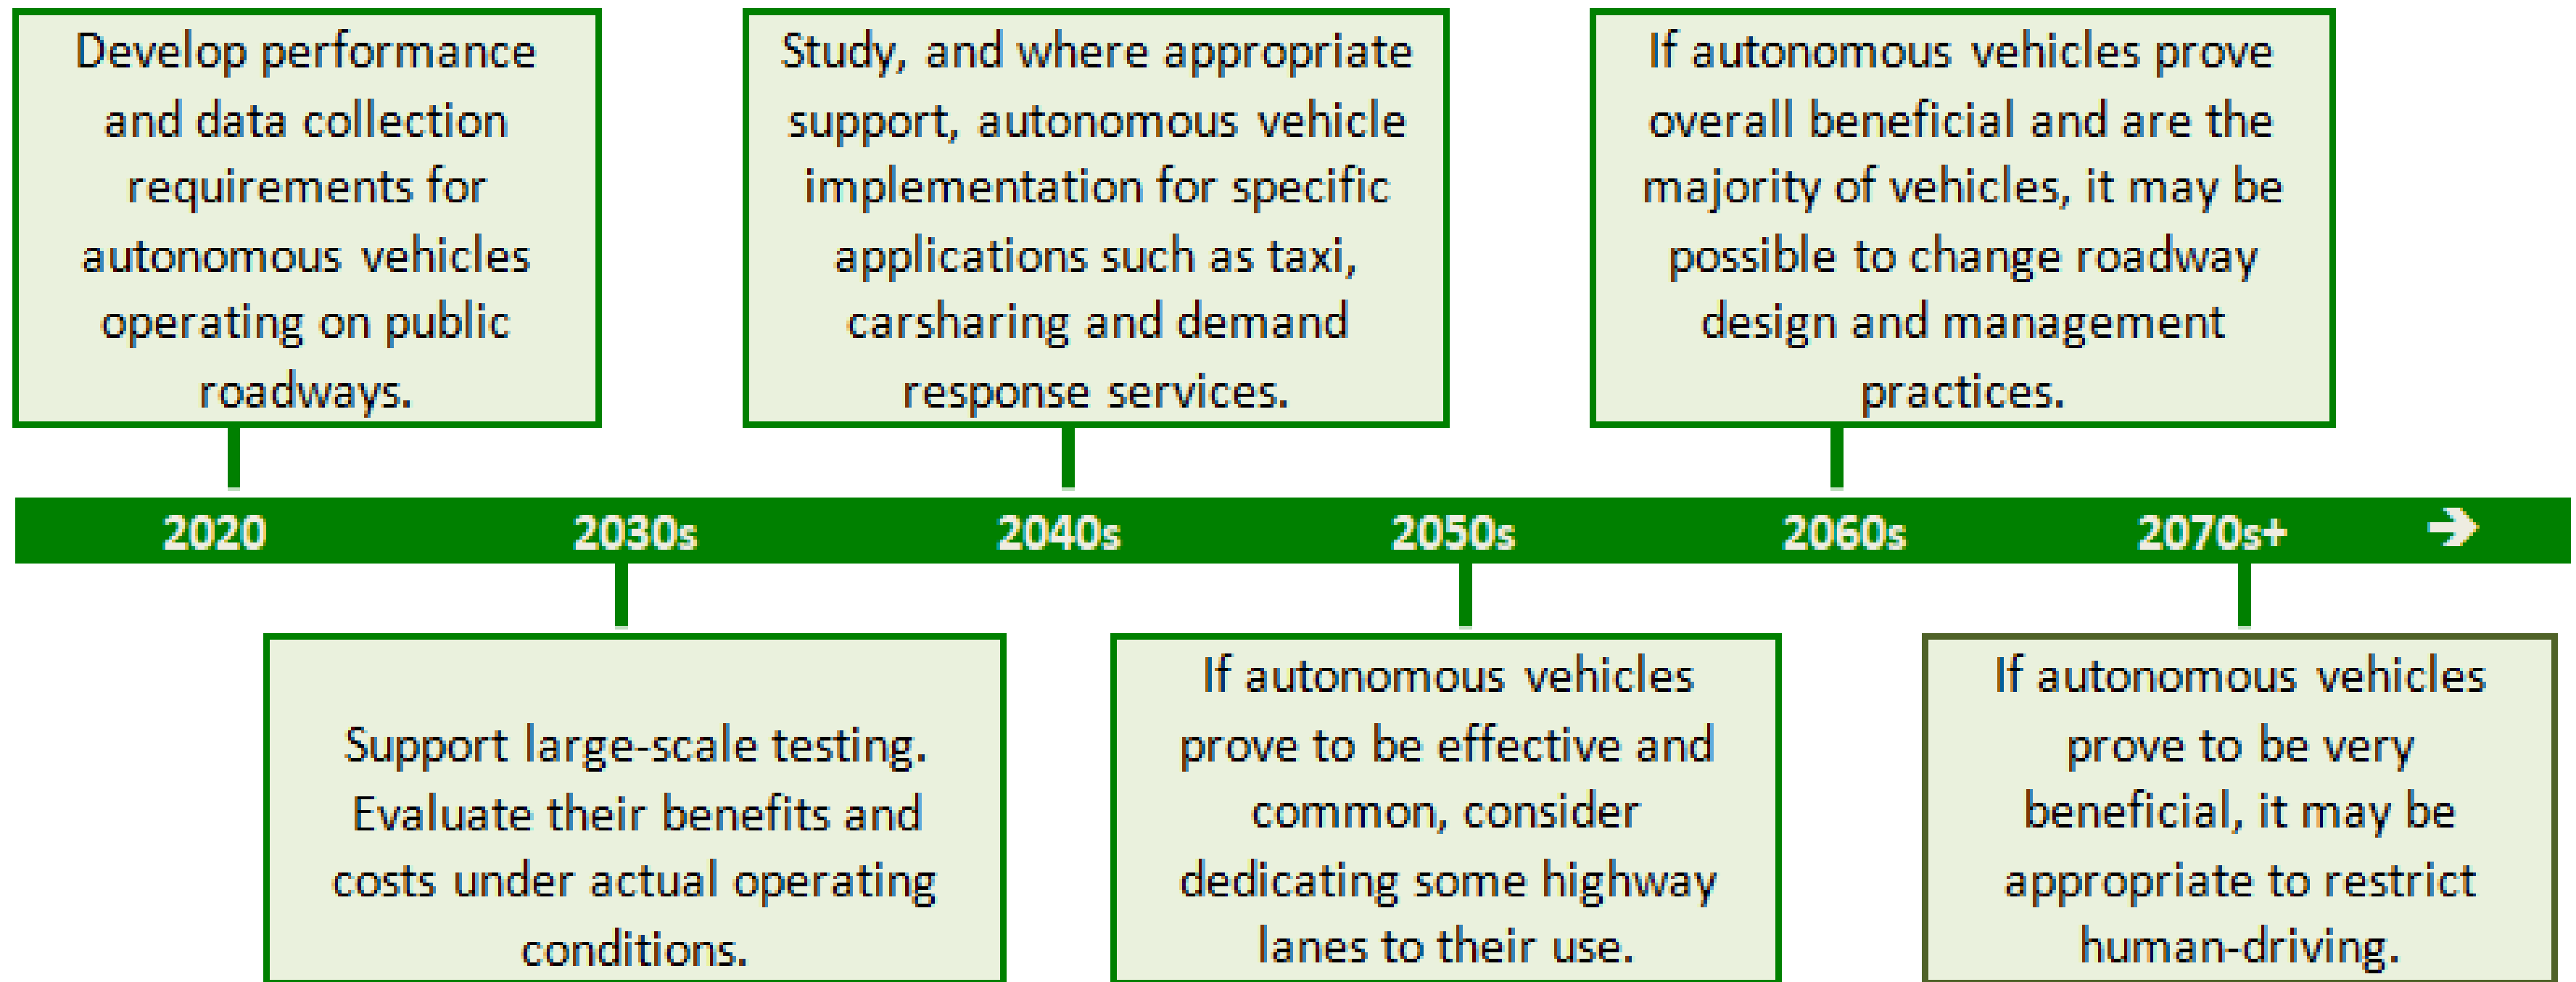 Develop performance
and data collection
requirements for
autonomous vehicles
operating on public
roadways.
Study, and where appropriate
support, autonomous vehicle
implementation for specific
applications such as taxi,
carsharing and demand
response services.
If autonomous vehicles prove
overall beneficial and are the
majority of vehicles, it may be
possible to change roadway
design and management
practices.
2020 2030s 2040s 2050s 2060s 2070s+ →
Support large-scale testing.
Evaluate their benefits and
costs under actual operating
conditions.
If autonomous vehicles
prove to be effective and
common, consider
dedicating some highway
lanes to their use.
If autonomous vehicles
prove to be very
beneficial, it may be
appropriate to restrict
human-driving.